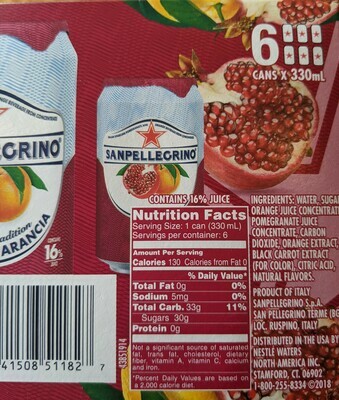 6
CANS X 330mL
EGRINO
SANPELLEGRINO
CONTAINS 16% JUICE
Nutrition Facts
Serving Size: 1 can (330 mL)
Servings per container: 6
Amount Per Serving
Calories 130 Calories from Fat 0
% Daily Value*
Total Fat 0g 0%
Sodium 5mg 0%
Total Carb. 33g 11%
Sugars 30g
Protein 0g
Not a significant source of saturated
fat, trans fat, cholesterol, dietary
fiber, vitamin A, vitamin C, calcium
and iron.
*Percent Daily Values are based on
a 2,000 calorie diet.
INGREDIENTS: WATER, SUGA
ORANGE JUICE CONCENTRATE
POMEGRANATE JUICE
CONCENTRATE, CARBON
DIOXIDE, ORANGE EXTRACT,
BLACK CARROT EXTRACT
(FOR COLOR), CITRIC ACID,
NATURAL FLAVORS.
PRODUCT OF ITALY
SANPELLEGRINO S.p.A.
SAN PELLEGRINO TERME (BG
LOC. RUSPINO, ITALY
DISTRIBUTED IN THE USA BY
NESTLE WATERS
NORTH AMERICA INC.
STAMFORD, CT. 06902
1-800-255-8334 ©2018
adition
ARANCIA
16%
41508 51182 7
43851914